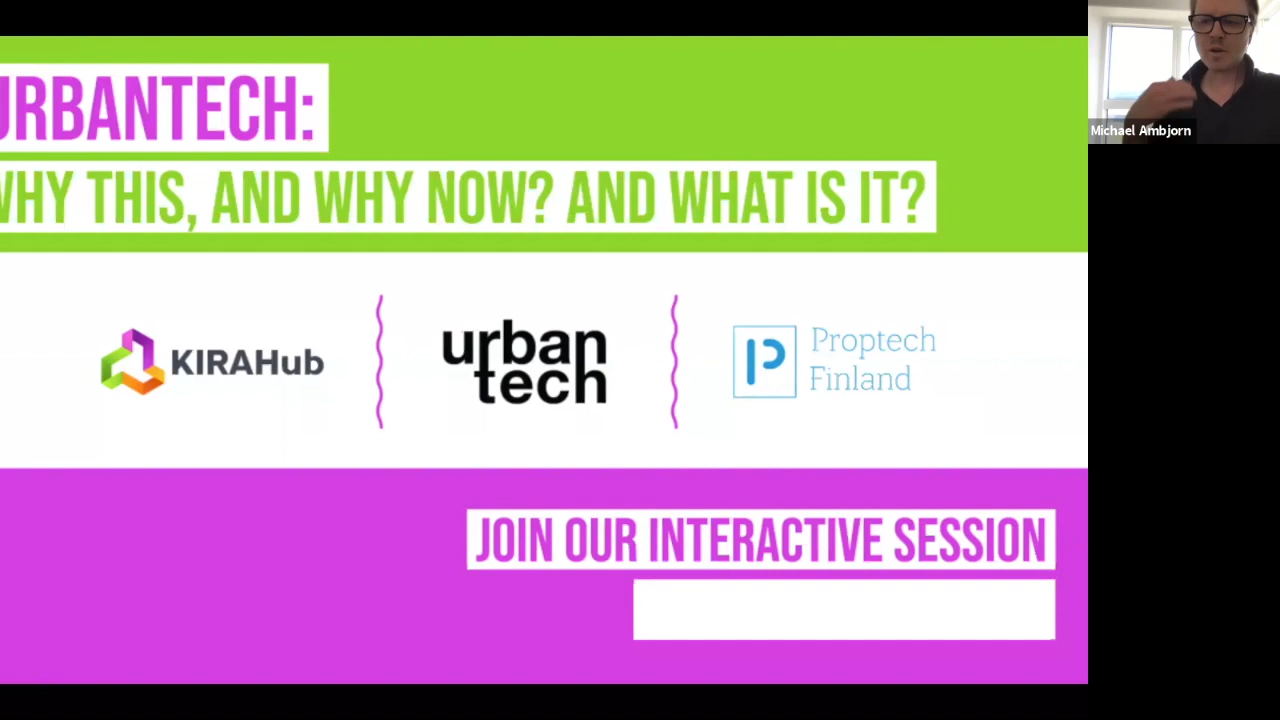 URBANTECH:
WHY THIS, AND WHY NOW? AND WHAT IS IT?
KIRAHub
urban
tech
Proptech
Finland
JOIN OUR INTERACTIVE SESSION
Michael Ambjorn